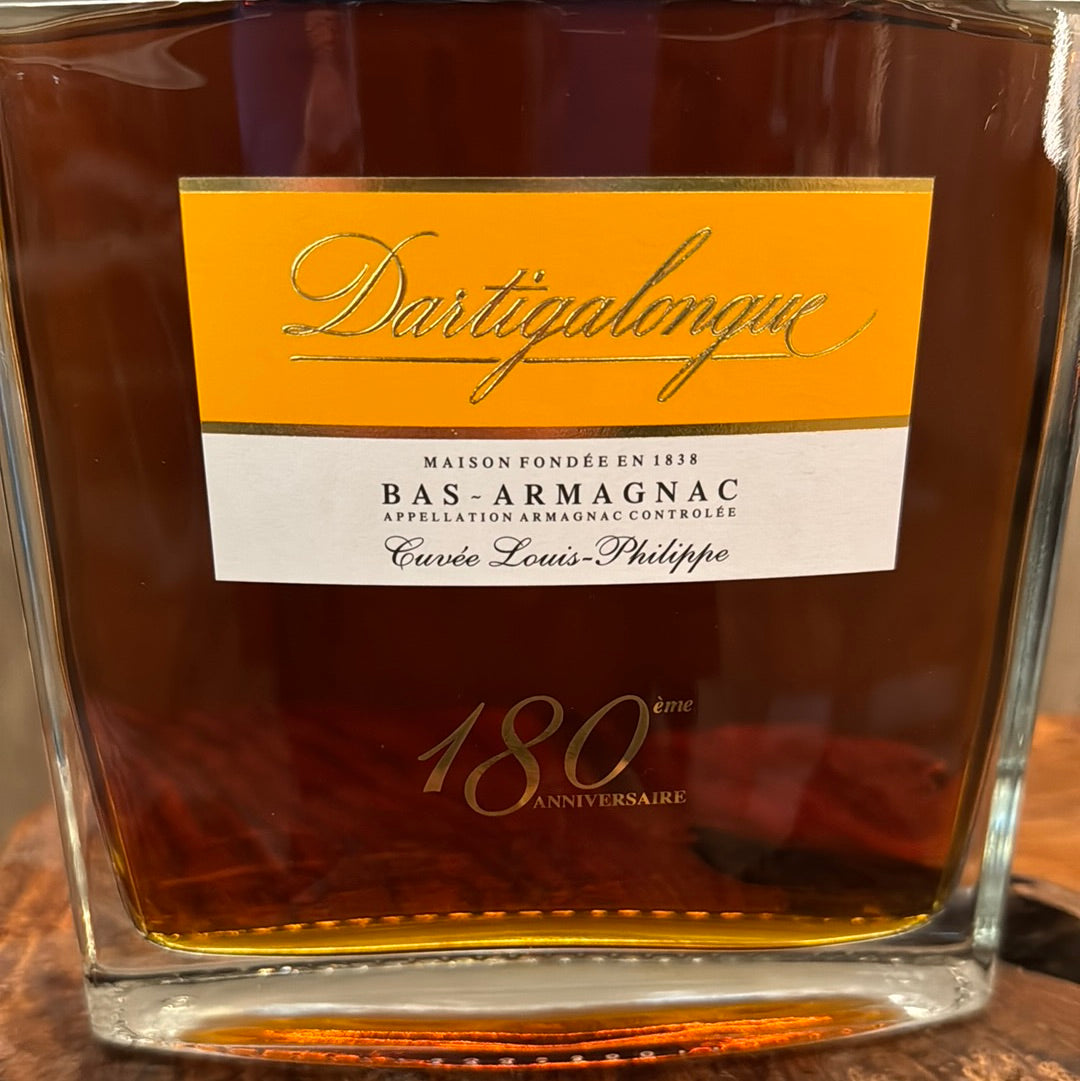 Dartigalongue
MAISON FONDÉE EN 1838
BAS~ARMAGNAC
APPELLATION ARMAGNAC CONTROLÉE
Cuvée Louis-Philippe
180ème
ANNIVERSAIRE